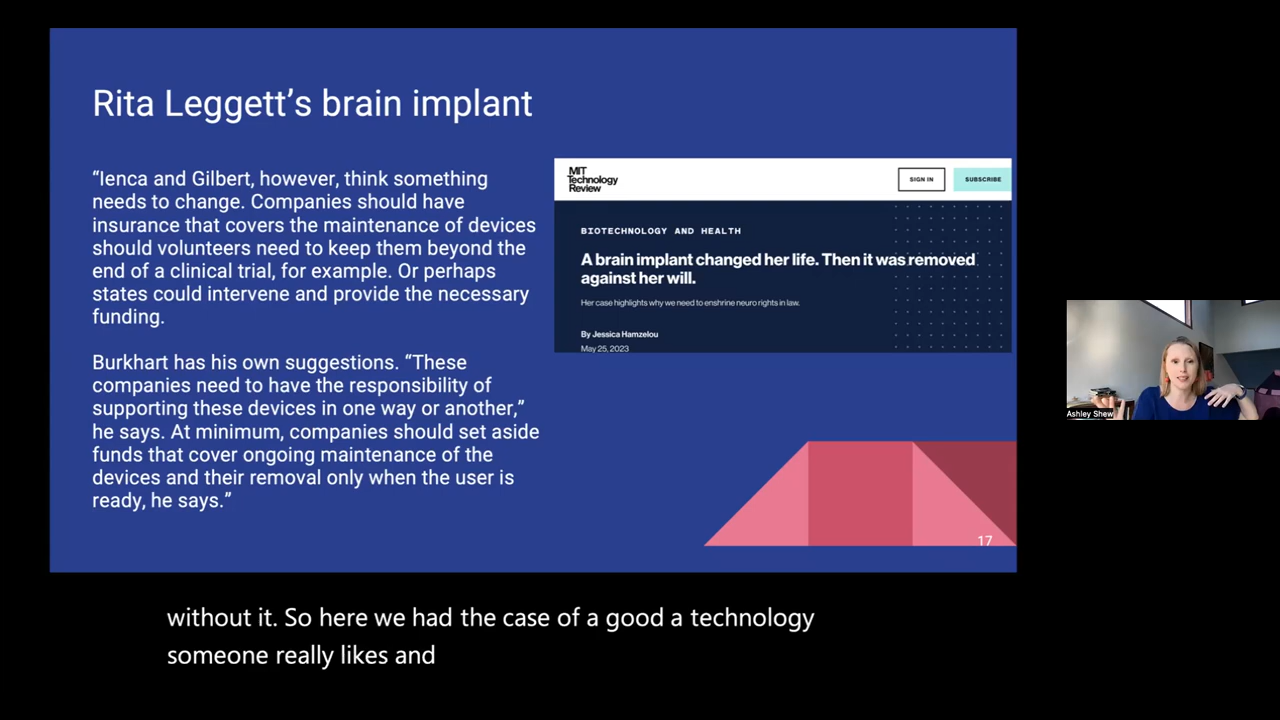 Rita Leggett’s brain implant
“Ienca and Gilbert, however, think something
needs to change. Companies should have
insurance that covers the maintenance of devices
should volunteers need to keep them beyond the
end of a clinical trial, for example. Or perhaps
states could intervene and provide the necessary
funding.
Burkhart has his own suggestions. “These
companies need to have the responsibility of
supporting these devices in one way or another,”
he says. At minimum, companies should set aside
funds that cover ongoing maintenance of the
devices and their removal only when the user is
ready, he says.”
MIT
Technology
Review
SIGN IN
SUBSCRIBE
BIOTECHNOLOGY AND HEALTH
A brain implant changed her life. Then it was removed
against her will.
Her case highlights why we need to enshrine neuro rights in law.
By Jessica Hamzelou
May 25, 2023
17
Ashley Shew
without it. So here we had the case of a good a technology
someone really likes and